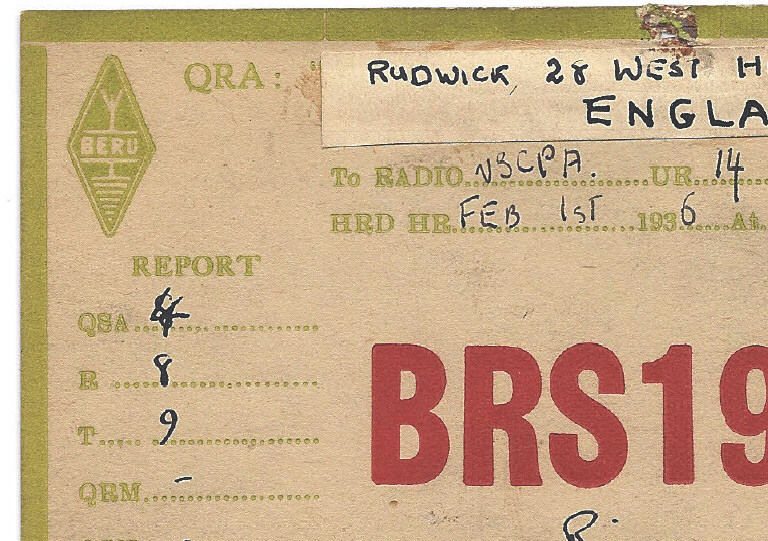 QRA: "
RUDWICK, 28 WEST H
ENGLA
BERU
To RADIO VS6PA. UR 14
HRD HR FEB 1ST 1936 At
REPORT
QSA 4
R 8
T 9
QRM -
BRS19